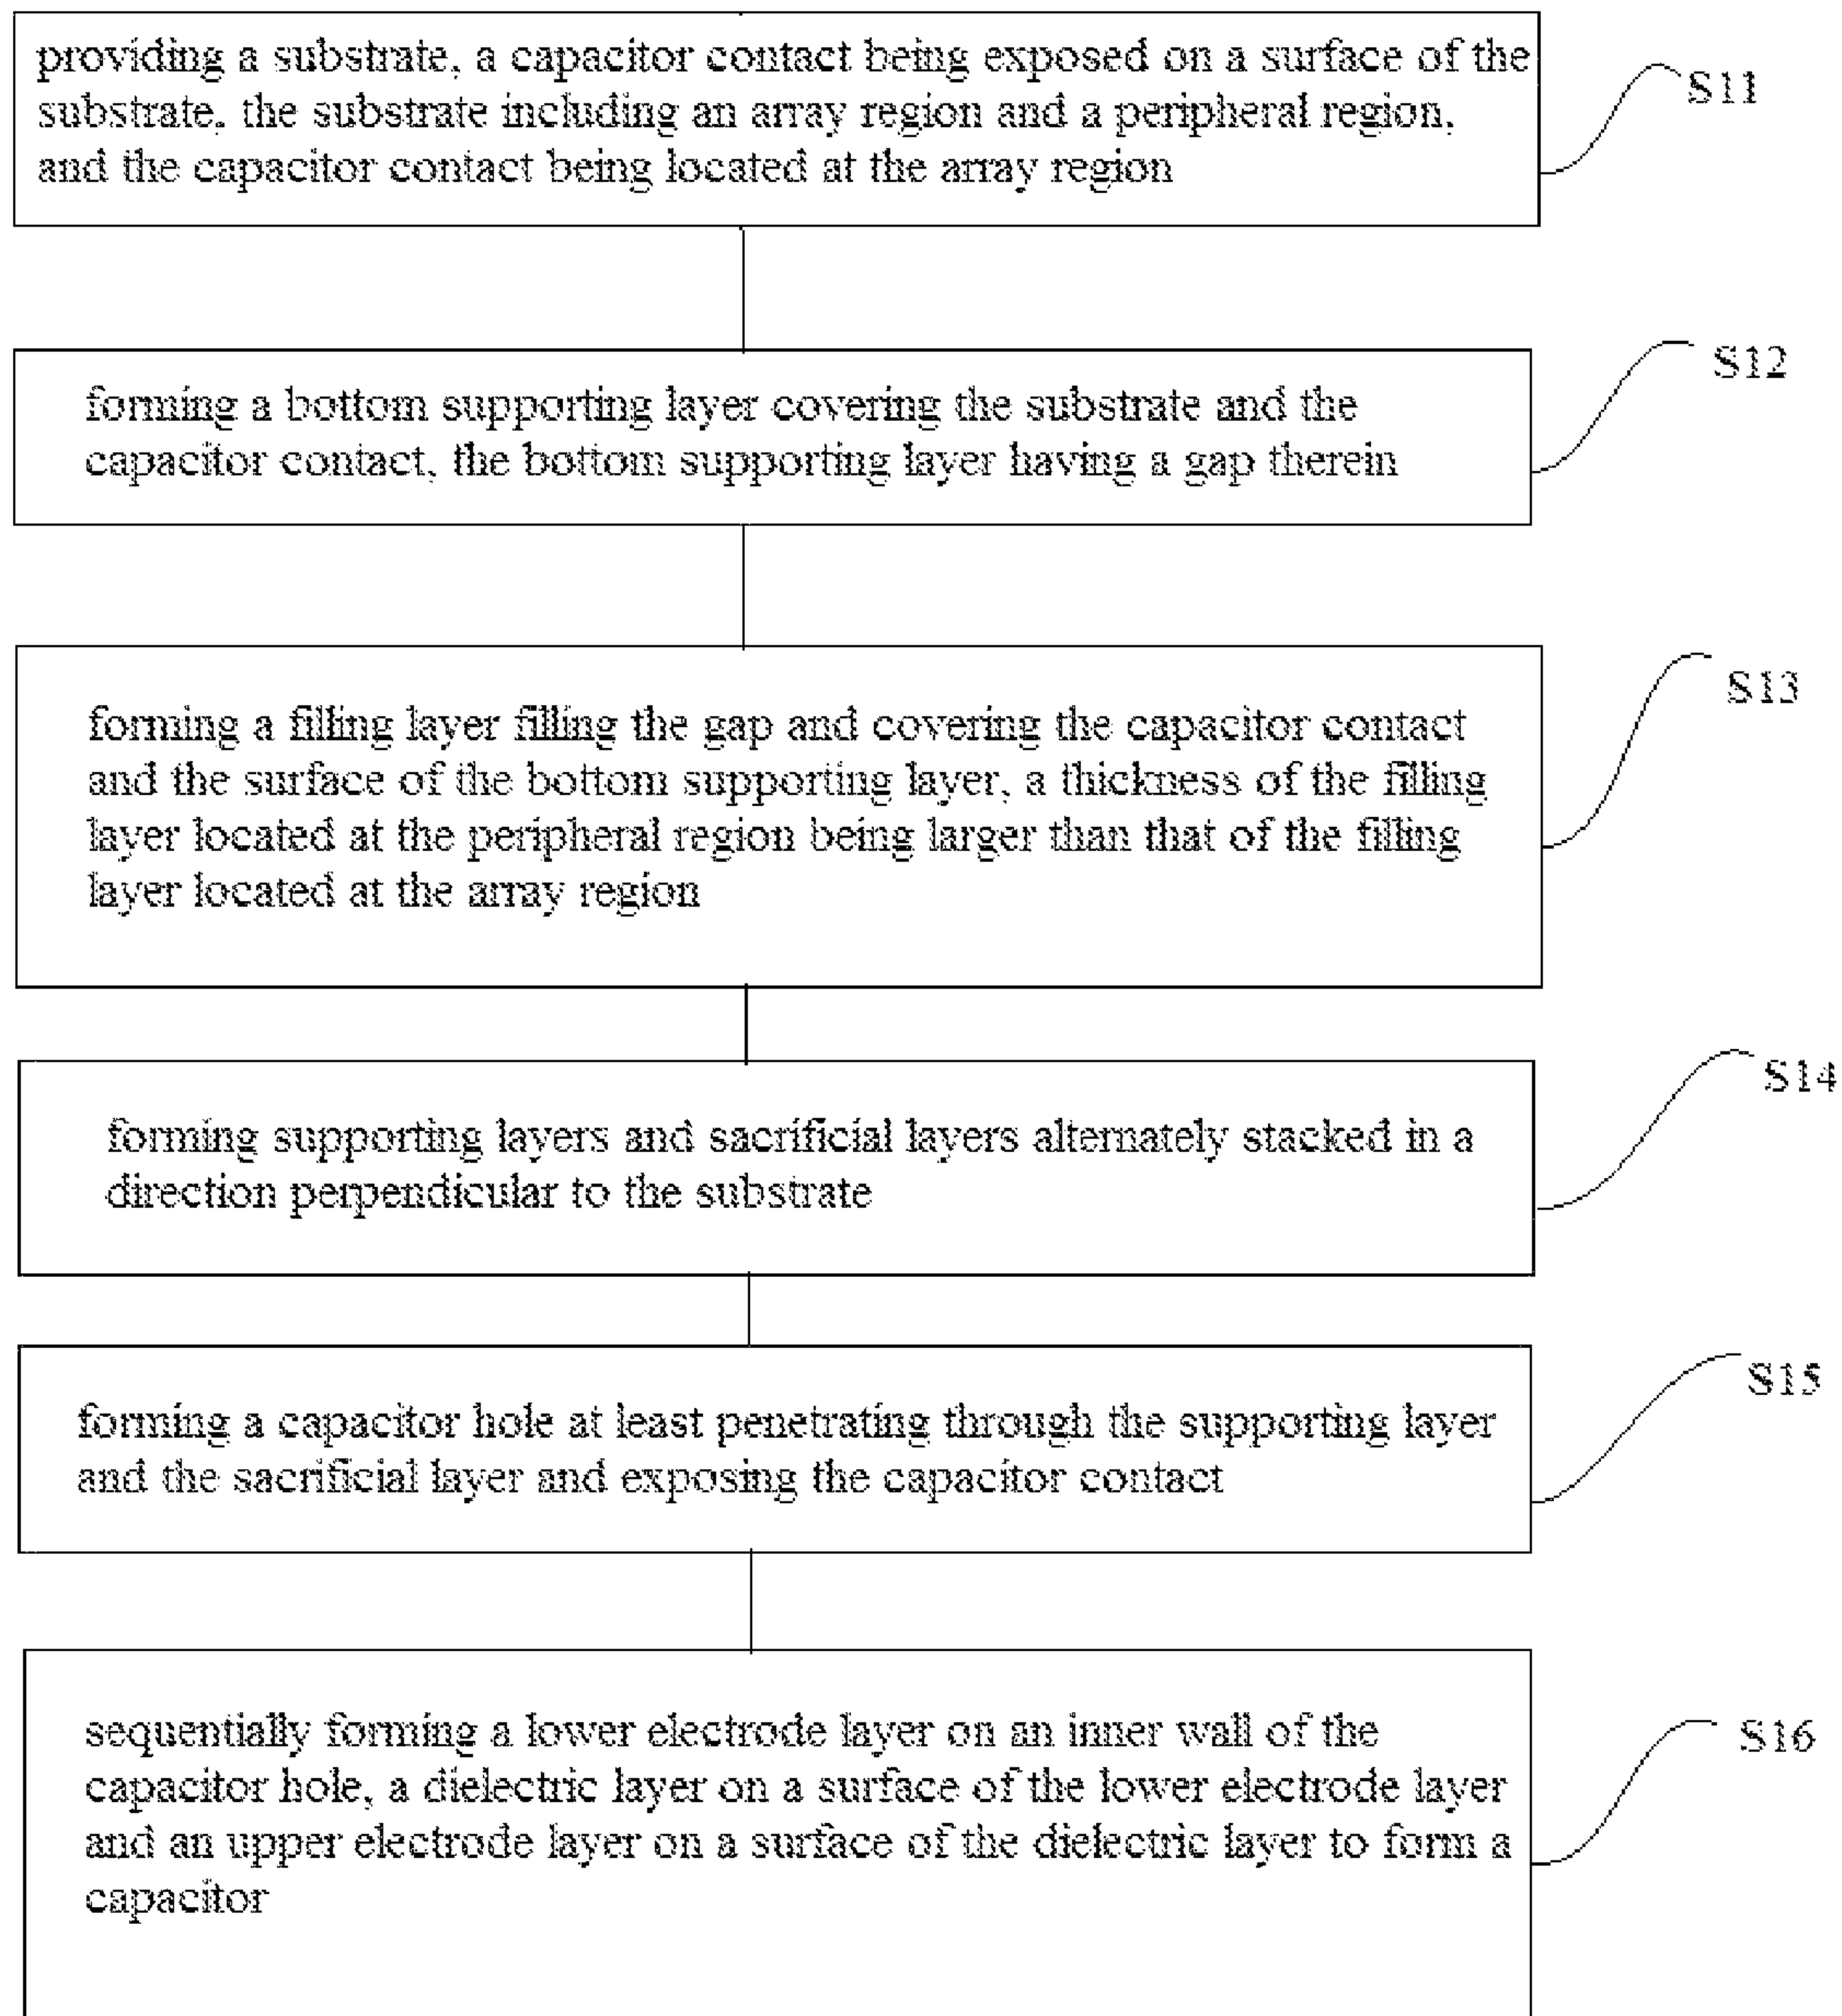 providing a substrate, a capacitor contact being exposed on a surface of the
substrate, the substrate including an array region and a peripheral region,
and the capacitor contact being located at the array region
S11
forming a bottom supporting layer covering the substrate and the
capacitor contact, the bottom supporting layer having a gap therein
S12
forming a filling layer filling the gap and covering the capacitor contact
and the surface of the bottom supporting layer, a thickness of the filling
layer located at the peripheral region being larger than that of the filling
layer located at the array region
S13
forming supporting layers and sacrificial layers alternately stacked in a
direction perpendicular to the substrate
S14
forming a capacitor hole at least penetrating through the supporting layer
and the sacrificial layer and exposing the capacitor contact
S15
sequentially forming a lower electrode layer on an inner wall of the
capacitor hole, a dielectric layer on a surface of the lower electrode layer
and an upper electrode layer on a surface of the dielectric layer to form a
capacitor
S16